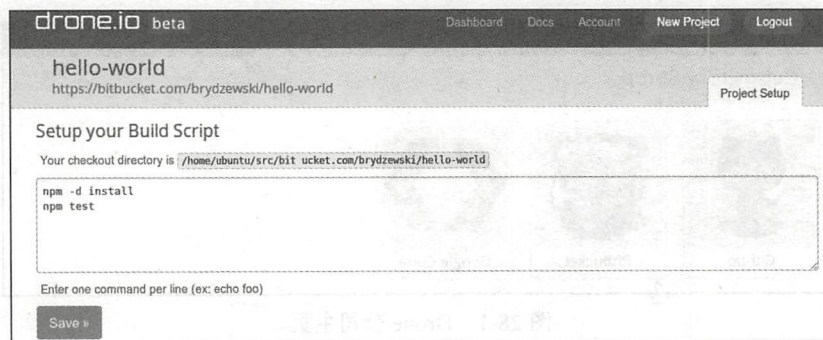 drone.io beta
Dashboard Docs Account New Project Logout
hello-world
https://bitbucket.com/brydzewski/hello-world
Project Setup
Setup your Build Script
Your checkout directory is /home/ubuntu/src/bit ucket.com/brydzewski/hello-world
npm -d install
npm test
Enter one command per line (ex: echo foo)
Save »